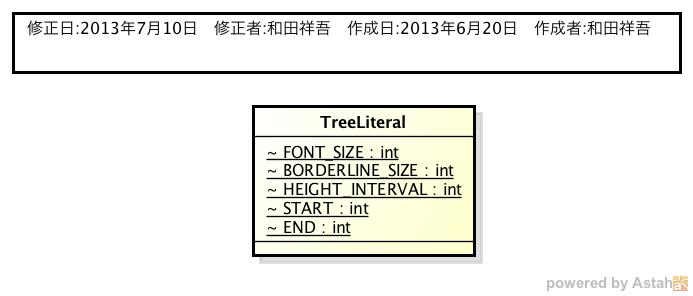 修正日:2013年7月10日　修正者:和田祥吾　作成日:2013年6月20日　作成者:和田祥吾
TreeLiteral
~ FONT_SIZE : int
~ BORDERLINE_SIZE : int
~ HEIGHT_INTERVAL : int
~ START : int
~ END : int
powered by Astah